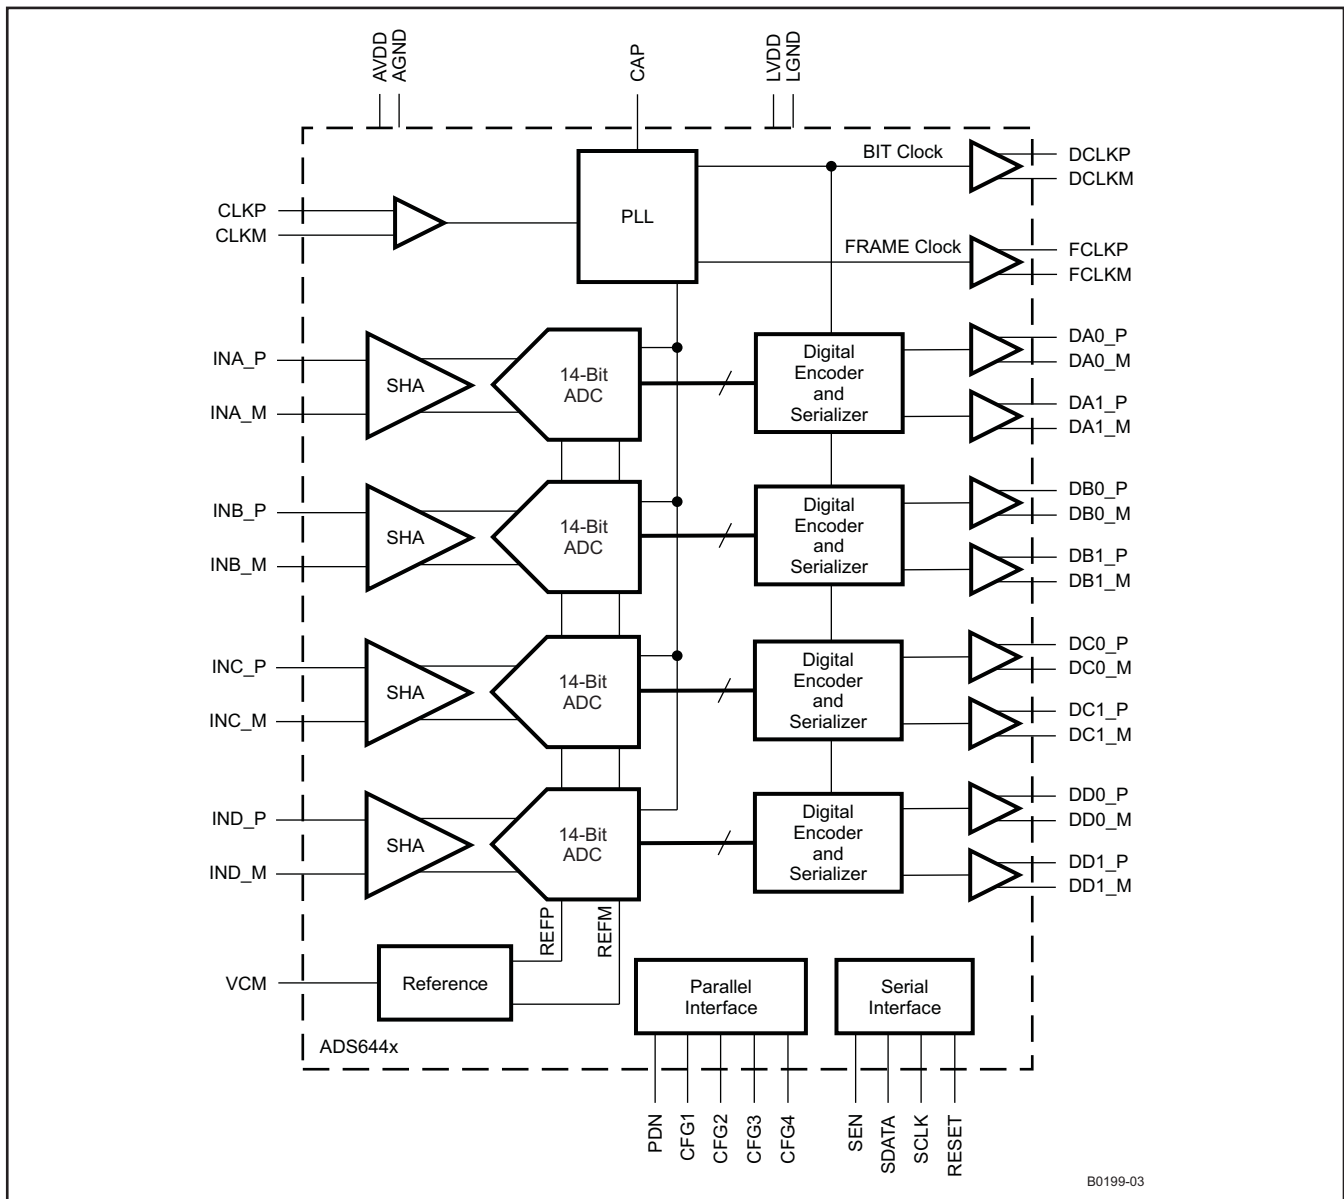 AVDD
AGND
CAP
LVDD
LGND
BIT Clock
DCLKP
DCLKM
CLKP
CLKM
PLL
FRAME Clock
FCLKP
FCLKM
INA_P
INA_M
SHA
14-Bit
ADC
Digital
Encoder
and
Serializer
DA0_P
DA0_M
DA1_P
DA1_M
INB_P
INB_M
SHA
14-Bit
ADC
Digital
Encoder
and
Serializer
DB0_P
DB0_M
DB1_P
DB1_M
INC_P
INC_M
SHA
14-Bit
ADC
Digital
Encoder
and
Serializer
DC0_P
DC0_M
DC1_P
DC1_M
IND_P
IND_M
SHA
14-Bit
ADC
Digital
Encoder
and
Serializer
DD0_P
DD0_M
DD1_P
DD1_M
REFP
REFM
VCM
Reference
Parallel
Interface
Serial
Interface
ADS644x
PDN
CFG1
CFG2
CFG3
CFG4
SEN
SDATA
SCLK
RESET
B0199-03